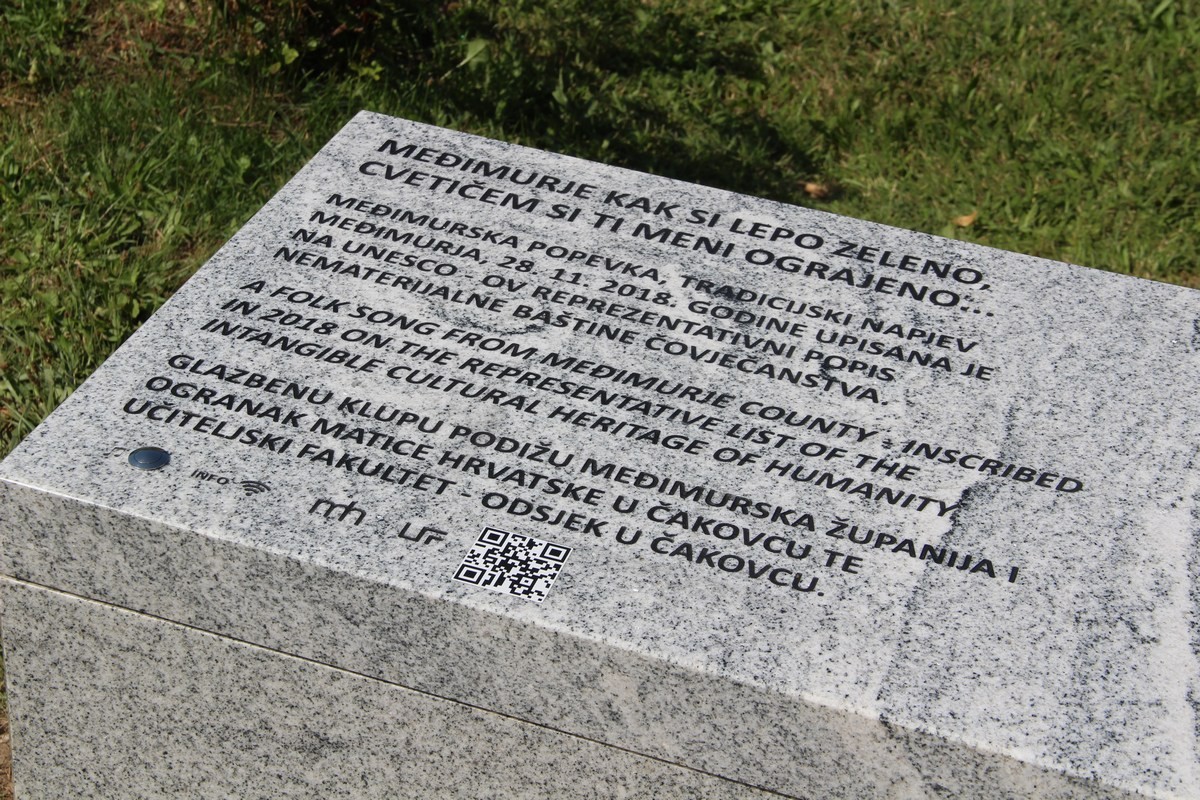 MEĐIMURJE KAK SI LEPO ZELENO,
CVETIČEM SI TI MENI OGRAJENO...
MEĐIMURSKA POPEVKA, TRADICIJSKI NAPJEV
MEĐIMURJA, 28. 11. 2018. GODINE UPISANA JE
NA UNESCO - OV REPREZENTATIVNI POPIS
NEMATERIJALNE BAŠTINE ČOVJEČANSTVA.
A FOLK SONG FROM MEĐIMURJE COUNTY - INSCRIBED
IN 2018 ON THE REPRESENTATIVE LIST OF THE
INTANGIBLE CULTURAL HERITAGE OF HUMANITY.
GLAZBENU KLUPU PODIŽU MEĐIMURSKA ŽUPANIJA I
OGRANAK MATICE HRVATSKE U ČAKOVCU TE
UČITELJSKI FAKULTET - ODSJEK U ČAKOVCU.
INFO
mh